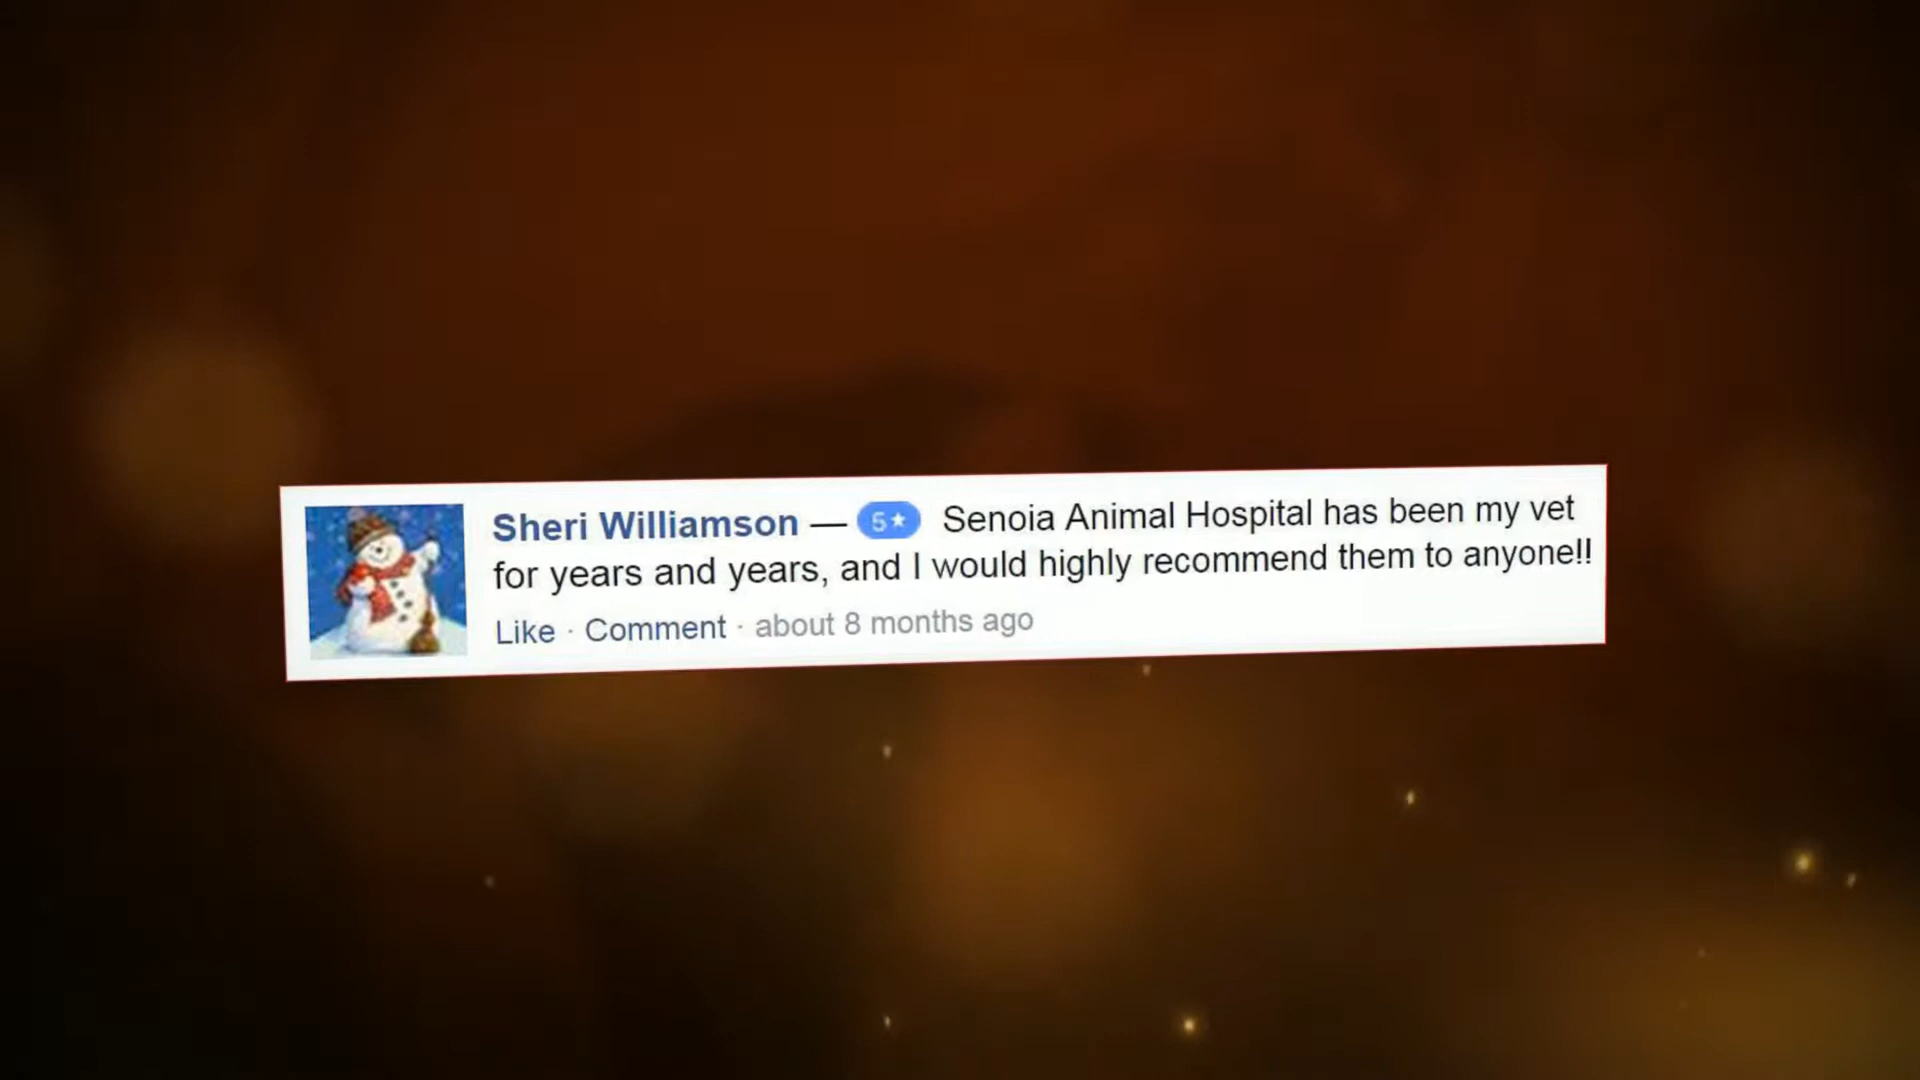 Sheri Williamson — 5★ Senoia Animal Hospital has been my vet
for years and years, and I would highly recommend them to anyone!!
Like · Comment · about 8 months ago